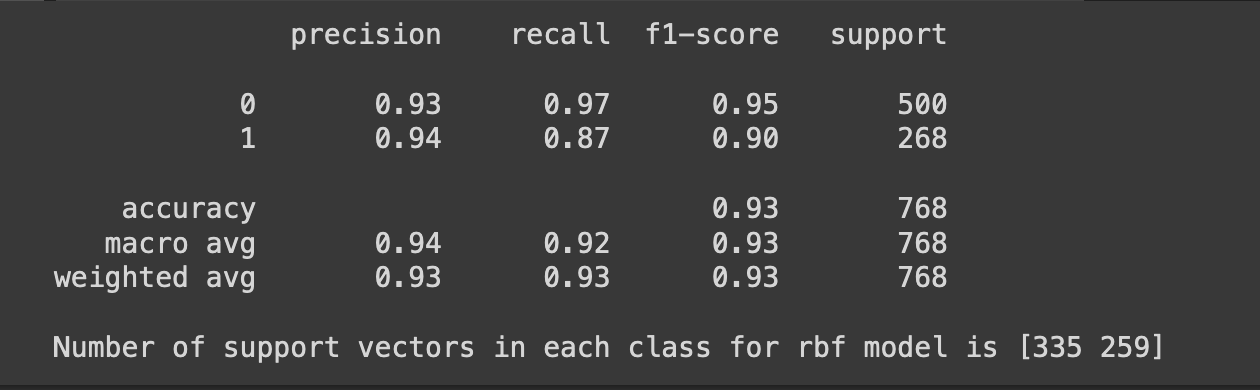 precision recall f1-score support
0 0.93 0.97 0.95 500
1 0.94 0.87 0.90 268
accuracy 0.93 768
macro avg 0.94 0.92 0.93 768
weighted avg 0.93 0.93 0.93 768
Number of support vectors in each class for rbf model is [335 259]